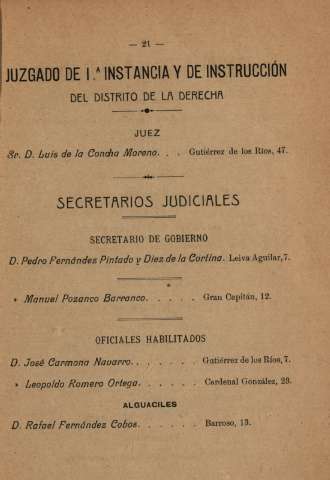 — 21 —
JUZGADO DE 1.ª INSTANCIA Y DE INSTRUCCIÓN
DEL DISTRITO DE LA DERECHA
JUEZ
Sr. D. Luis de la Concha Moreno. . . Gutiérrez de los Ríos, 47.
SECRETARIOS JUDICIALES
SECRETARIO DE GOBIERNO
D. Pedro Fernández Pintado y Diez de la Cortina. Leiva Aguilar, 7.
» Manuel Pozanco Barranco. . . . . Gran Capitán, 12.
OFICIALES HABILITADOS
D. José Carmona Navarro. . . . . . Gutiérrez de los Ríos, 7.
» Leopoldo Romero Ortega. . . . . . Cardenal González, 23.
ALGUACILES
D. Rafael Fernández Cobos. . . . . . Barroso, 13.